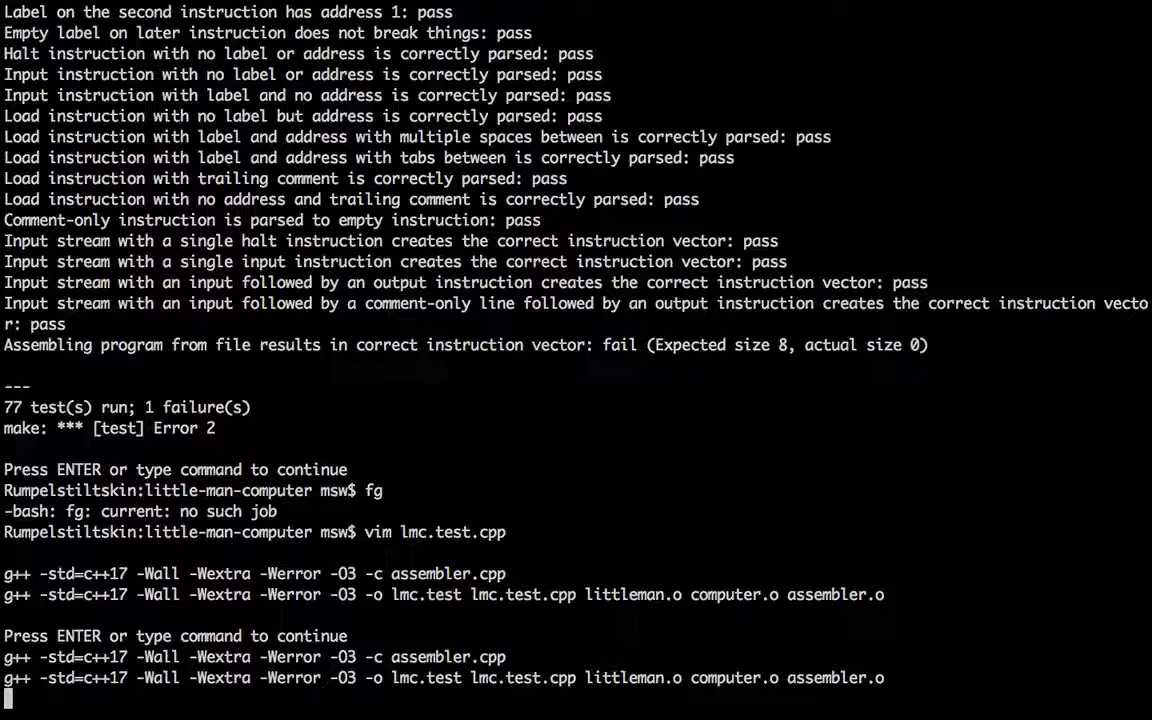 Label on the second instruction has address 1: pass
Empty label on later instruction does not break things: pass
Halt instruction with no label or address is correctly parsed: pass
Input instruction with no label or address is correctly parsed: pass
Input instruction with label and no address is correctly parsed: pass
Load instruction with no label but address is correctly parsed: pass
Load instruction with label and address with multiple spaces between is correctly parsed: pass
Load instruction with label and address with tabs between is correctly parsed: pass
Load instruction with trailing comment is correctly parsed: pass
Load instruction with no address and trailing comment is correctly parsed: pass
Comment-only instruction is parsed to empty instruction: pass
Input stream with a single halt instruction creates the correct instruction vector: pass
Input stream with a single input instruction creates the correct instruction vector: pass
Input stream with an input followed by an output instruction creates the correct instruction vector: pass
Input stream with an input followed by a comment-only line followed by an output instruction creates the correct instruction vecto
r: pass
Assembling program from file results in correct instruction vector: fail (Expected size 8, actual size 0)
---
77 test(s) run; 1 failure(s)
make: *** [test] Error 2
Press ENTER or type command to continue
Rumpelstiltskin:little-man-computer msw$ fg
-bash: fg: current: no such job
Rumpelstiltskin:little-man-computer msw$ vim lmc.test.cpp
g++ -std=c++17 -Wall -Wextra -Werror -O3 -c assembler.cpp
g++ -std=c++17 -Wall -Wextra -Werror -O3 -o lmc.test lmc.test.cpp littleman.o computer.o assembler.o
Press ENTER or type command to continue
g++ -std=c++17 -Wall -Wextra -Werror -O3 -c assembler.cpp
g++ -std=c++17 -Wall -Wextra -Werror -O3 -o lmc.test lmc.test.cpp littleman.o computer.o assembler.o